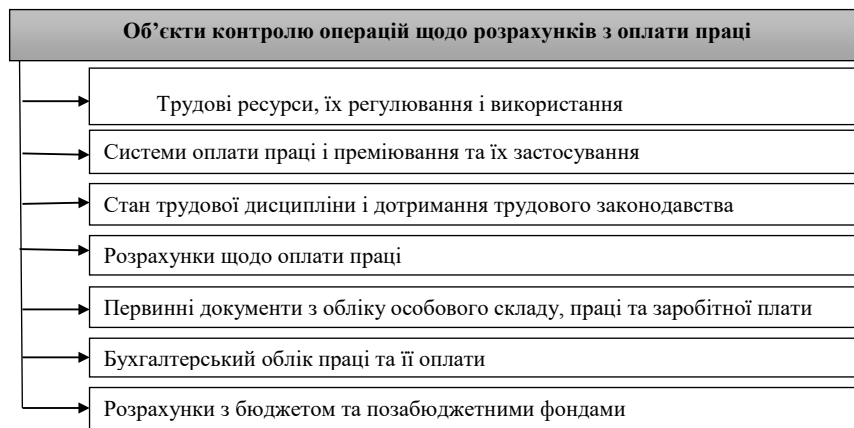 Об’єкти контролю операцій щодо розрахунків з оплати праці
Трудові ресурси, їх регулювання і використання
Системи оплати праці і преміювання та їх застосування
Стан трудової дисципліни і дотримання трудового законодавства
Розрахунки щодо оплати праці
Первинні документи з обліку особового складу, праці та заробітної плати
Бухгалтерський облік праці та її оплати
Розрахунки з бюджетом та позабюджетними фондами